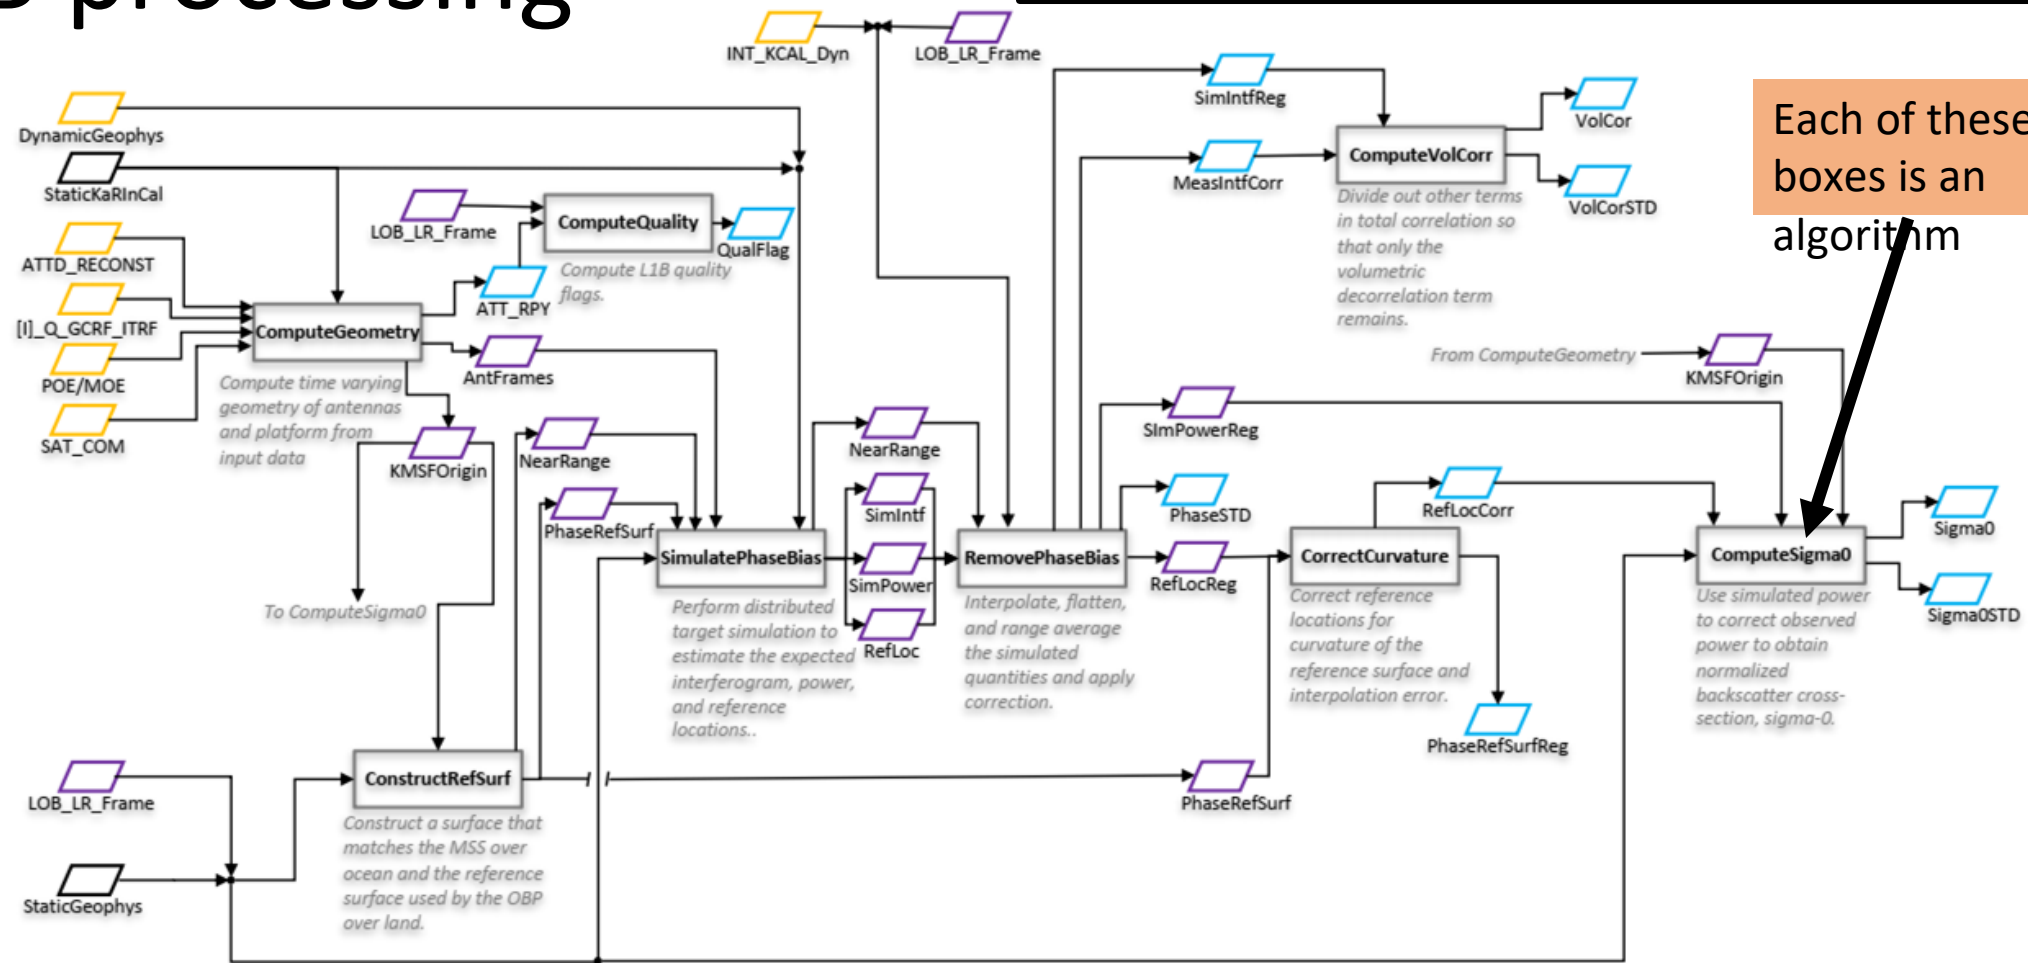 processing
INT_KCAL_Dyn
LOB_LR_Frame
SimIntfReg
VolCor
Each of these
boxes is an
algorithm
DynamicGeophys
StaticKaRInCal
ComputeVolCorr
MeasIntfCorr
VolCorSTD
Divide out other terms
in total correlation so
that only the
volumetric
decorrelation term
remains.
LOB_LR_Frame
ComputeQuality
QualFlag
Compute L1B quality
flags.
ATTD_RECONST
ATT_RPY
[I]_Q_GCRF_ITRF
ComputeGeometry
From ComputeGeometry
KMSFOrigin
POE/MOE
AntFrames
Compute time varying
geometry of antennas
and platform from
input data
SAT_COM
KMSFOrigin
NearRange
NearRange
SImPowerReg
PhaseRefSurf
SimIntf
PhaseSTD
RefLocCorr
Sigma0
SimulatePhaseBias
SimPower
RemovePhaseBias
RefLocReg
CorrectCurvature
ComputeSigma0
Sigma0STD
To ComputeSigma0
Perform distributed
target simulation to
estimate the expected
interferogram, power,
and reference
locations..
RefLoc
Interpolate, flatten,
and range average
the simulated
quantities and apply
correction.
Correct reference
locations for
curvature of the
reference surface and
interpolation error.
Use simulated power
to correct observed
power to obtain
normalized
backscatter cross-
section, sigma-0.
PhaseRefSurfReg
LOB_LR_Frame
ConstructRefSurf
PhaseRefSurf
Construct a surface that
matches the MSS over
ocean and the reference
surface used by the OBP
over land.
StaticGeophys